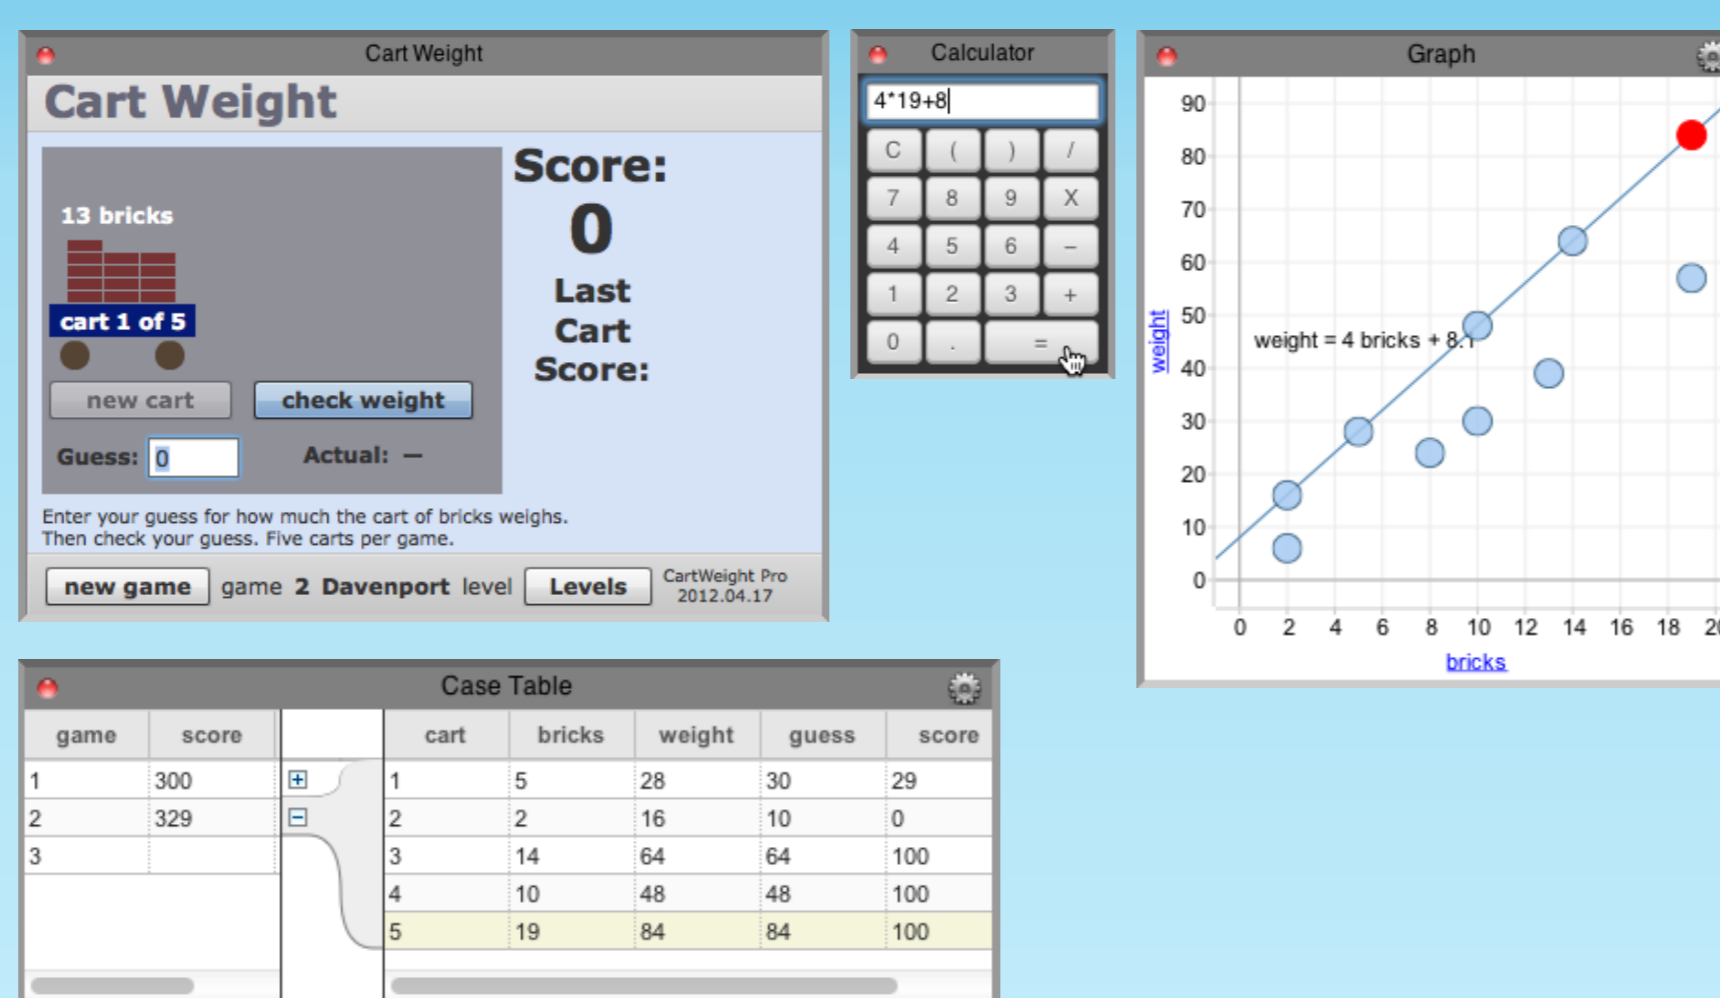 Cart Weight
Cart Weight
13 bricks
cart 1 of 5
new cart
check weight
Guess: 0
Actual: —
Score:
0
Last
Cart
Score:
Enter your guess for how much the cart of bricks weighs.
Then check your guess. Five carts per game.
new game game 2 Davenport level Levels
CartWeight Pro
2012.04.17
Calculator
4*19+8
C ( ) /
7 8 9 X
4 5 6 −
1 2 3 +
0 . =
Graph
90
80
70
60
50
40
30
20
10
0
weight
weight = 4 bricks + 8.1
0 2 4 6 8 10 12 14 16 18
bricks
Case Table
game score cart bricks weight guess score
1 300 1 5 28 30 29
2 329 2 2 16 10 0
3 3 14 64 64 100
4 10 48 48 100
5 19 84 84 100